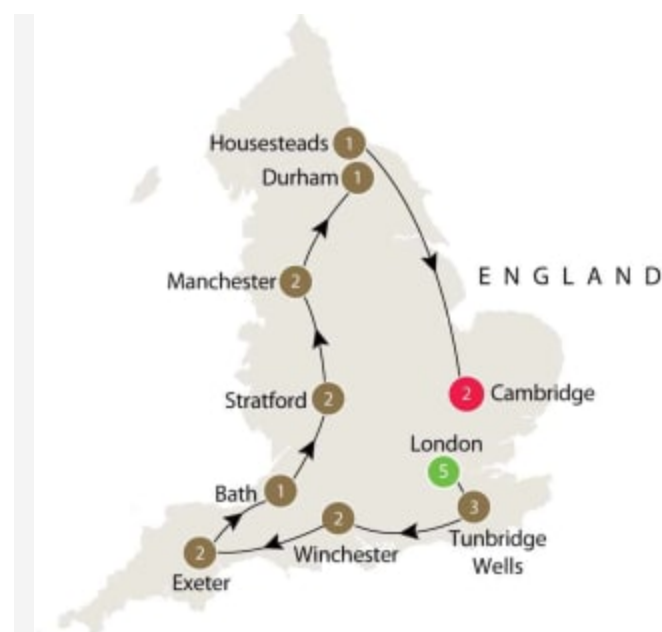 Housesteads 1
Durham 1
Manchester 2
ENGLAND
Stratford 2
2 Cambridge
London
5
Bath 1
3
2
Tunbridge
Wells
Winchester
2
Exeter